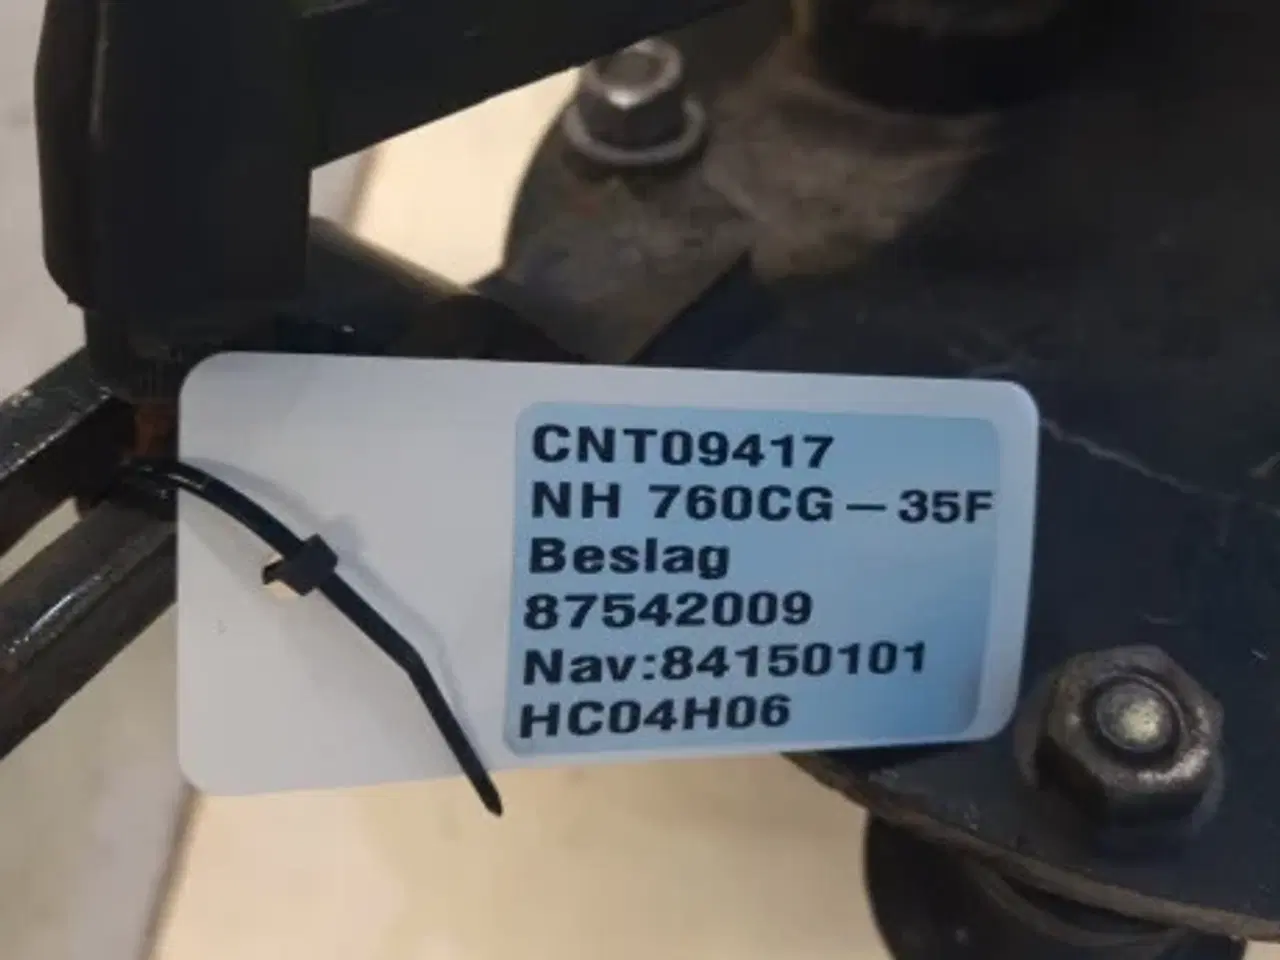 CNT09417
NH 760CG – 35F
Beslag
87542009
Nav:84150101
HC04H06